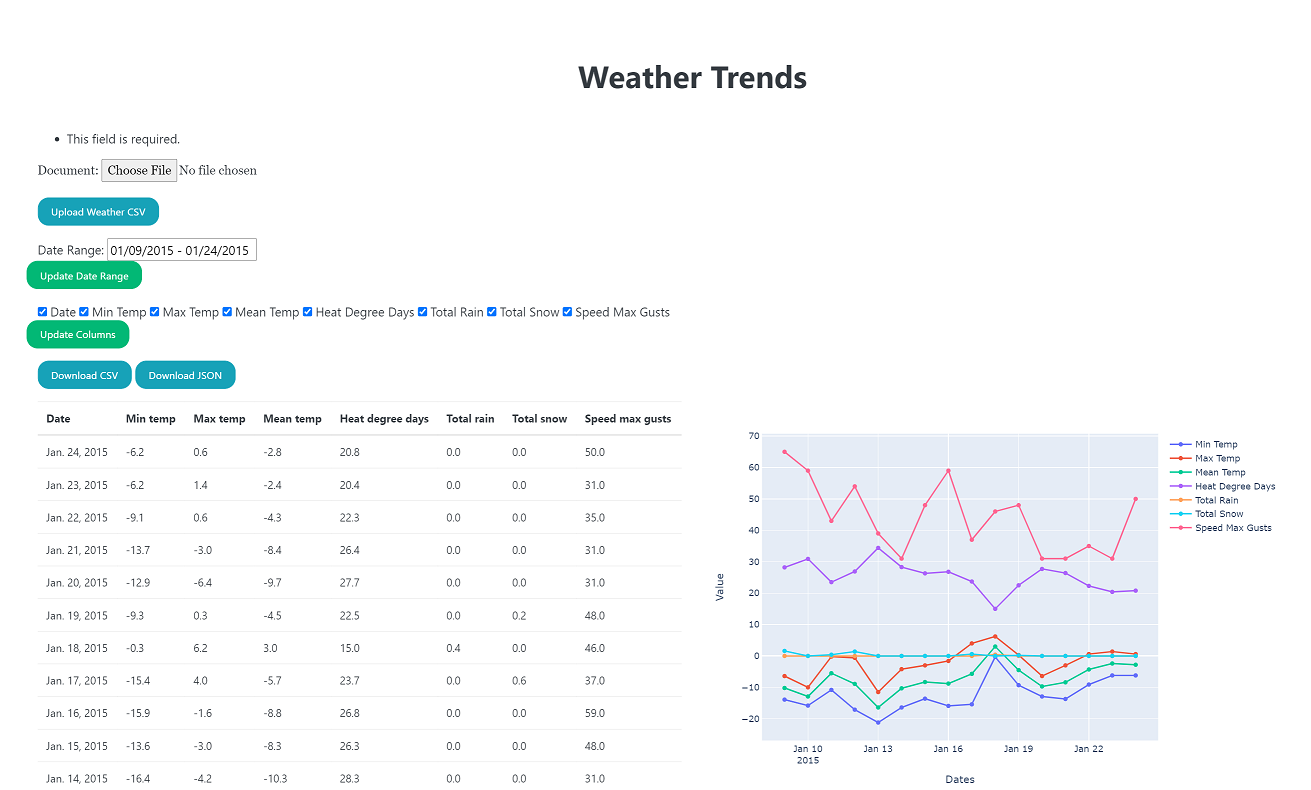 Weather Trends
This field is required.
Document: Choose File No file chosen
Upload Weather CSV
Date Range: 01/09/2015 - 01/24/2015
Update Date Range
Date Min Temp Max Temp Mean Temp Heat Degree Days Total Rain Total Snow Speed Max Gusts
Update Columns
Download CSV Download JSON
Date Min temp Max temp Mean temp Heat degree days Total rain Total snow Speed max gusts
Jan. 24, 2015 -6.2 0.6 -2.8 20.8 0.0 0.0 50.0
Jan. 23, 2015 -6.2 1.4 -2.4 20.4 0.0 0.0 31.0
Jan. 22, 2015 -9.1 0.6 -4.3 22.3 0.0 0.0 35.0
Jan. 21, 2015 -13.7 -3.0 -8.4 26.4 0.0 0.0 31.0
Jan. 20, 2015 -12.9 -6.4 -9.7 27.7 0.0 0.0 31.0
Jan. 19, 2015 -9.3 0.3 -4.5 22.5 0.0 0.2 48.0
Jan. 18, 2015 -0.3 6.2 3.0 15.0 0.4 0.0 46.0
Jan. 17, 2015 -15.4 4.0 -5.7 23.7 0.0 0.6 37.0
Jan. 16, 2015 -15.9 -1.6 -8.8 26.8 0.0 0.0 59.0
Jan. 15, 2015 -13.6 -3.0 -8.3 26.3 0.0 0.0 48.0
Jan. 14, 2015 -16.4 -4.2 -10.3 28.3 0.0 0.0 31.0
70
60
50
40
30
20
10
0
−10
−20
Value
Jan 10 Jan 13 Jan 16 Jan 19 Jan 22
2015
Dates
Min Temp
Max Temp
Mean Temp
Heat Degree Days
Total Rain
Total Snow
Speed Max Gusts